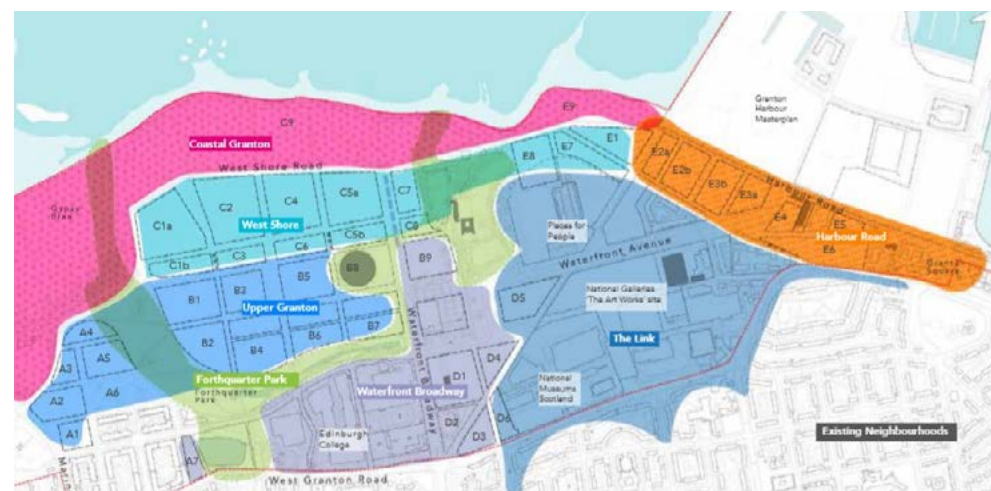 C9
E9
Coastal Granton
Granton
Harbour
Masterplan
West Shore Road
C7
E8
E7
E1
E2a
E2b
E3b
E3a
E4
E5
E6
Harbour Road
Harbour Road
C1a
C2
C4
C5a
West Shore
C1b
C3
C6
C5b
C8
Places for
People
Waterfront Avenue
B8
B9
B1
B3
B5
Upper Granton
B2
B4
B6
B7
National Galleries
'The Art Works' site
D5
The Link
A4
A3
A5
A6
A2
A1
A7
Forthquarter Park
Forthquarter
Park
Waterfront Broadway
Waterfront Broadway
D4
D1
D2
D3
D6
National
Museums
Scotland
Edinburgh
College
West Granton Road
Existing Neighbourhoods